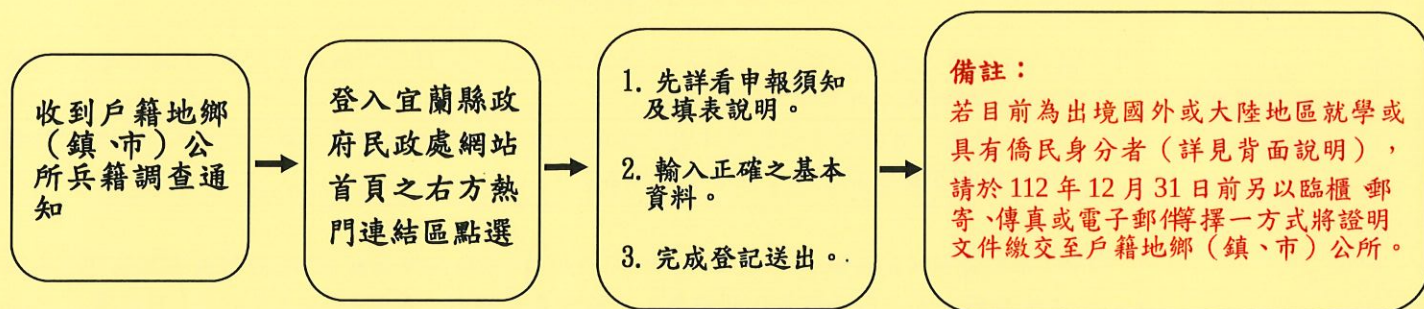 收到戶籍地鄉
（鎮、市）公
所兵籍調查通
知
登入宜蘭縣政
府民政處網站
首頁之右方熱
門連結區點選
1. 先詳看申報須知
及填表說明。
2. 輸入正確之基本
資料。
3. 完成登記送出。
備註：
若目前為出境國外或大陸地區就學或
具有僑民身分者（詳見背面說明），
請於 112 年 12 月 31 日前另以臨櫃、郵
寄、傳真或電子郵件等擇一方式將證明
文件繳交至戶籍地鄉（鎮、市）公所。